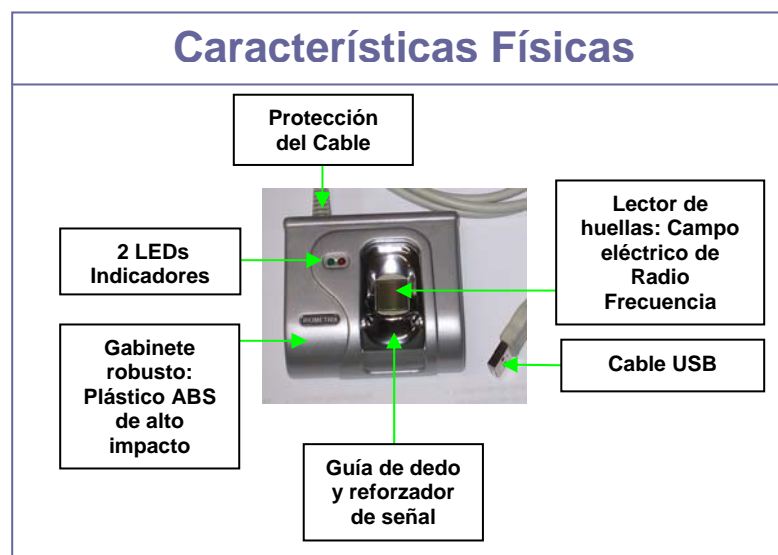 Características Físicas
Protección
del Cable
2 LEDs
Indicadores
Lector de
huellas: Campo
eléctrico de
Radio
Frecuencia
Gabinete
robusto:
Plástico ABS
de alto
impacto
Cable USB
Guía de dedo
y reforzador
de señal